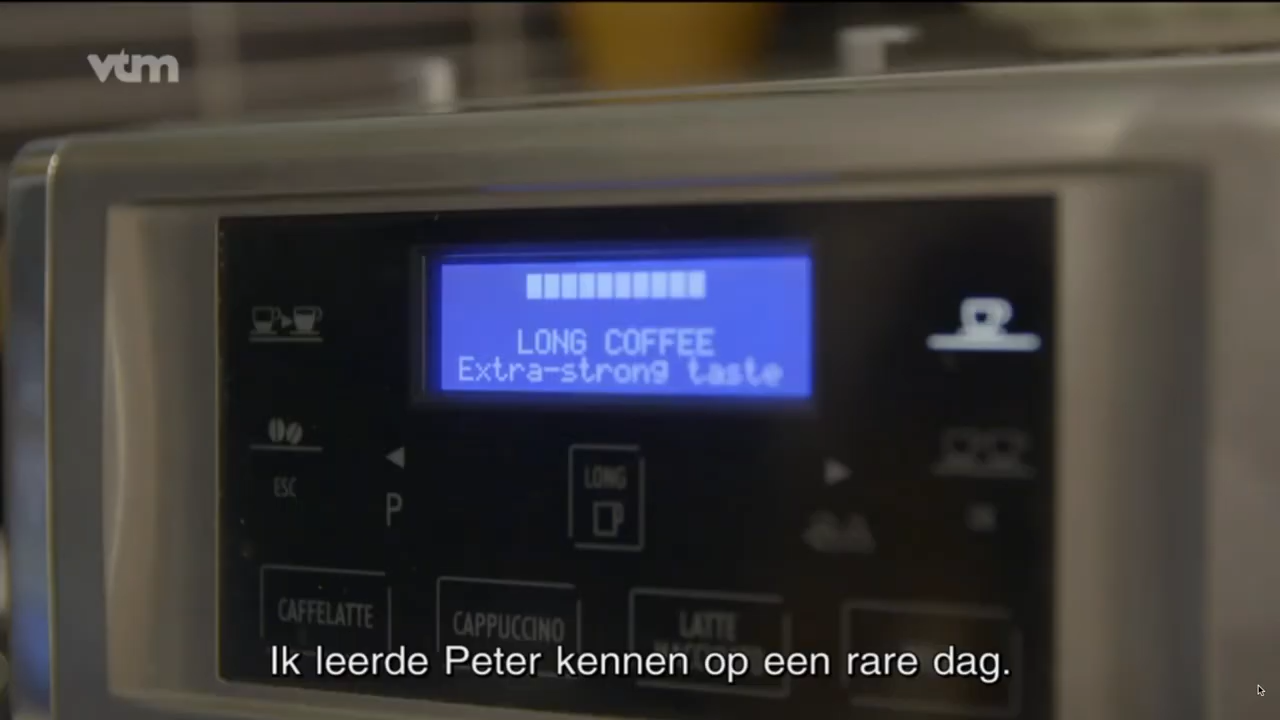 vtm
LONG COFFEE
Extra-strong taste
LONG
ESC
P
CAFFELATTE
CAPPUCCINO
LATTE
Ik leerde Peter kennen op een rare dag.